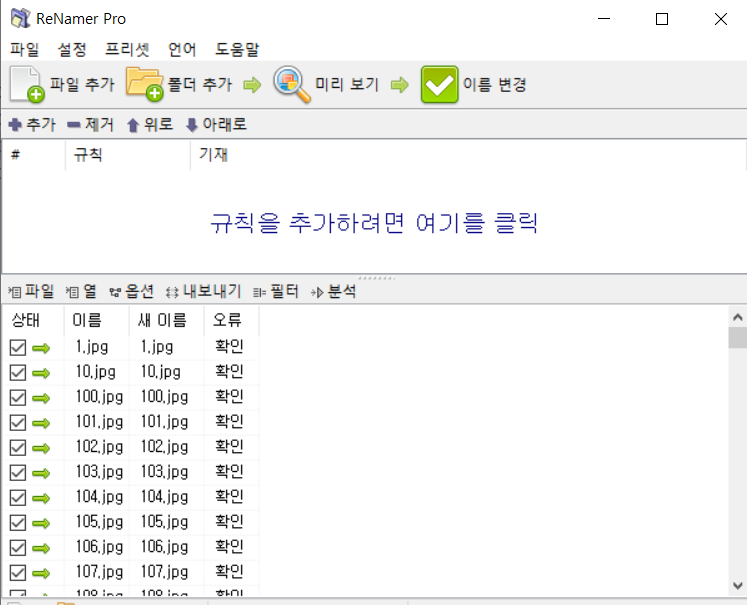 ReNamer Pro
파일 설정 프리셋 언어 도움말
파일 추가 폴더 추가 미리 보기 이름 변경
추가 제거 위로 아래로
# 규칙 기재
규칙을 추가하려면 여기를 클릭
파일 열 옵션 내보내기 필터 분석
상태 이름 새 이름 오류
1.jpg 1.jpg 확인
10.jpg 10.jpg 확인
100.jpg 100.jpg 확인
101.jpg 101.jpg 확인
102.jpg 102.jpg 확인
103.jpg 103.jpg 확인
104.jpg 104.jpg 확인
105.jpg 105.jpg 확인
106.jpg 106.jpg 확인
107.jpg 107.jpg 확인